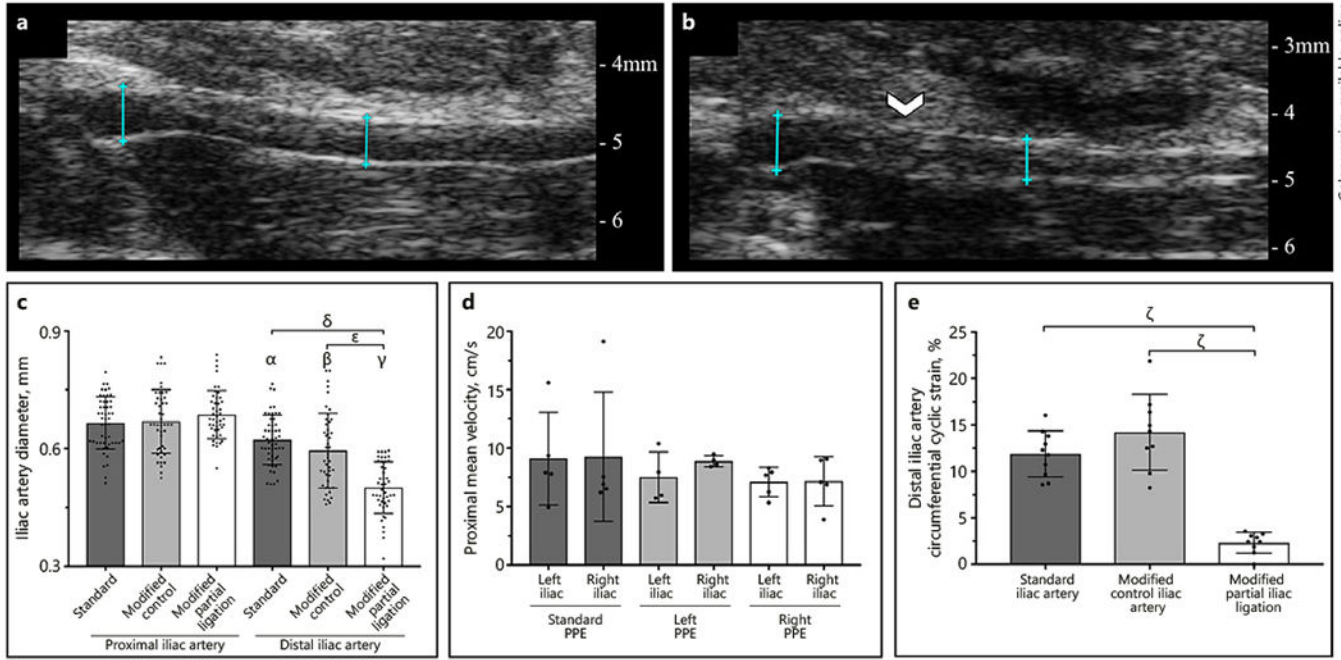 a
- 4mm
- 5
- 6
b
- 3mm
- 4
- 5
- 6
c
Iliac artery diameter, mm
0.9
0.6
0.3
δ
ε
α
β
γ
Standard
Modified
control
Modified
partial
ligation
Standard
Modified
control
Modified
partial
ligation
Proximal iliac artery
Distal iliac artery
d
Proximal mean velocity, cm/s
20
15
10
5
0
Left
iliac
Right
iliac
Left
iliac
Right
iliac
Left
iliac
Right
iliac
Standard
PPE
Left
PPE
Right
PPE
e
Distal iliac artery
circumferential cyclic strain, %
25
20
15
10
5
0
ζ
ζ
Standard
iliac artery
Modified
control iliac
artery
Modified
partial iliac
ligation